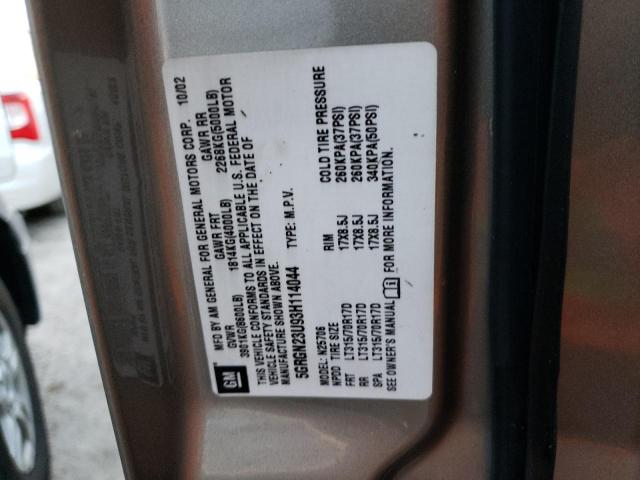 GM
MFD BY AM GENERAL FOR GENERAL MOTORS CORP. 10/02
GVWR GAWR FRT GAWR RR
3901KG(8600LB) 1814KG(4000LB) 2268KG(5000LB)
THIS VEHICLE CONFORMS TO ALL APPLICABLE U.S. FEDERAL MOTOR
VEHICLE SAFETY STANDARDS IN EFFECT ON THE DATE OF
MANUFACTURE SHOWN ABOVE.
5GRGN23U93H114044 TYPE: M.P.V.
MODEL: N25706
NPDD TIRE SIZE RIM COLD TIRE PRESSURE
FRT LT315/70R17D 17X8.5J 260KPA(37PSI)
RR LT315/70R17D 17X8.5J 260KPA(37PSI)
SPA LT315/70R17D 17X8.5J 340KPA(50PSI)
SEE OWNER'S MANUAL FOR MORE INFORMATION.